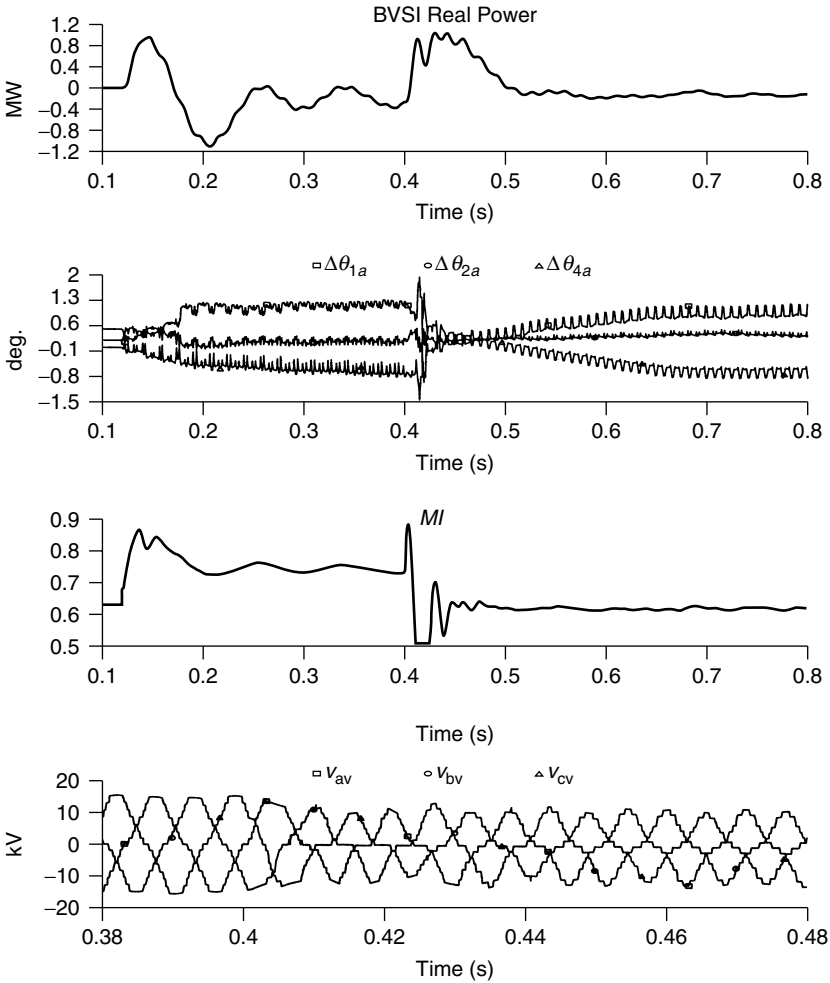 BVSI Real Power
MW
1.2
0.8
0.4
0
−0.4
−0.8
−1.2
0.1 0.2 0.3 0.4 0.5 0.6 0.7 0.8
Time (s)
Δθ1a Δθ2a Δθ4a
deg.
2
1.3
0.6
−0.1
−0.8
−1.5
0.1 0.2 0.3 0.4 0.5 0.6 0.7 0.8
Time (s)
MI
0.9
0.8
0.7
0.6
0.5
0.1 0.2 0.3 0.4 0.5 0.6 0.7 0.8
Time (s)
vav vbv vcv
kV
20
10
0
−10
−20
0.38 0.4 0.42 0.44 0.46 0.48
Time (s)